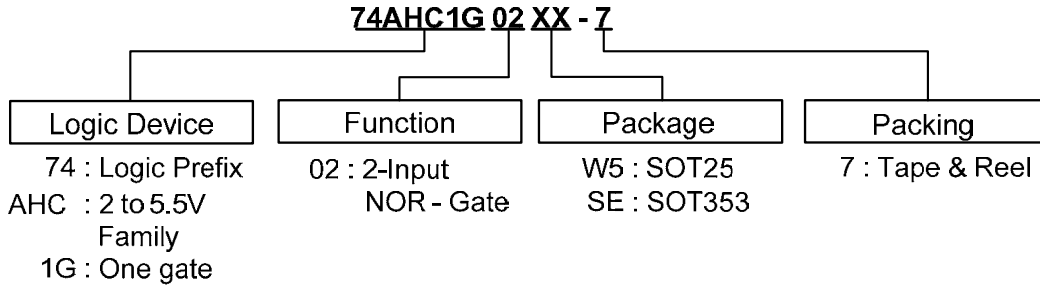 74AHC1G 02 XX - 7
Logic Device
74 : Logic Prefix
AHC : 2 to 5.5V
Family
1G : One gate
Function
02 : 2-Input
NOR - Gate
Package
W5 : SOT25
SE : SOT353
Packing
7 : Tape & Reel